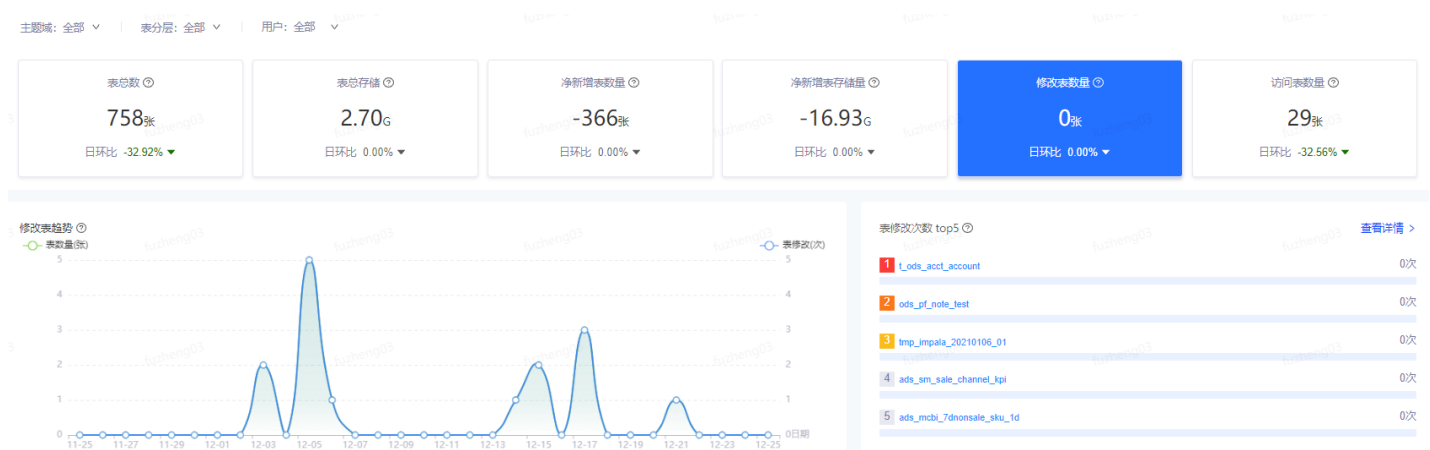 主题域: 全部 表分层: 全部 用户: 全部
表总数
758张
日环比 -32.92%
表总存储
2.70G
日环比 0.00%
净新增表数量
-366张
日环比 0.00%
净新增表存储量
-16.93G
日环比 0.00%
修改表数量
0张
日环比 0.00%
访问表数量
29张
日环比 -32.56%
修改表趋势
表数量(张) 表修改(次)
5 5
4 4
3 3
2 2
1 1
0 0日期
11-25 11-27 11-29 12-01 12-03 12-05 12-07 12-09 12-11 12-13 12-15 12-17 12-19 12-21 12-23 12-25
表修改次数 top5 查看详情 >
1 t_ods_acct_account 0次
2 ods_pf_note_test 0次
3 tmp_impala_20210106_01 0次
4 ads_sm_sale_channel_kpi 0次
5 ads_mcbi_7dnonsale_sku_1d 0次
fuzheng03